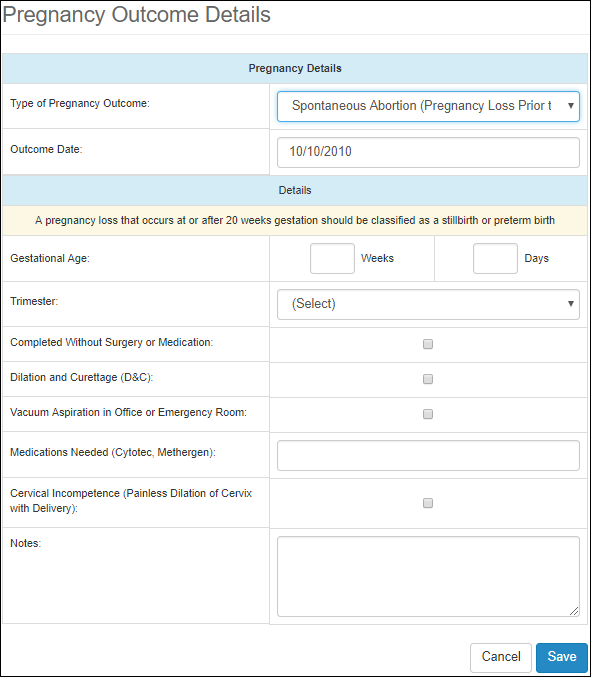 Pregnancy Outcome Details
Pregnancy Details
Type of Pregnancy Outcome:
Spontaneous Abortion (Pregnancy Loss Prior t
Outcome Date:
10/10/2010
Details
A pregnancy loss that occurs at or after 20 weeks gestation should be classified as a stillbirth or preterm birth
Gestational Age:
Weeks
Days
Trimester:
(Select)
Completed Without Surgery or Medication:
Dilation and Curettage (D&C):
Vacuum Aspiration in Office or Emergency Room:
Medications Needed (Cytotec, Methergen):
Cervical Incompetence (Painless Dilation of Cervix
with Delivery):
Notes:
Cancel
Save